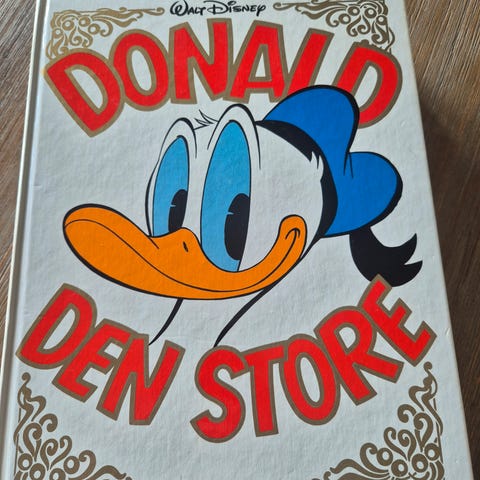 Walt Disney
DONALD
DEN STORE